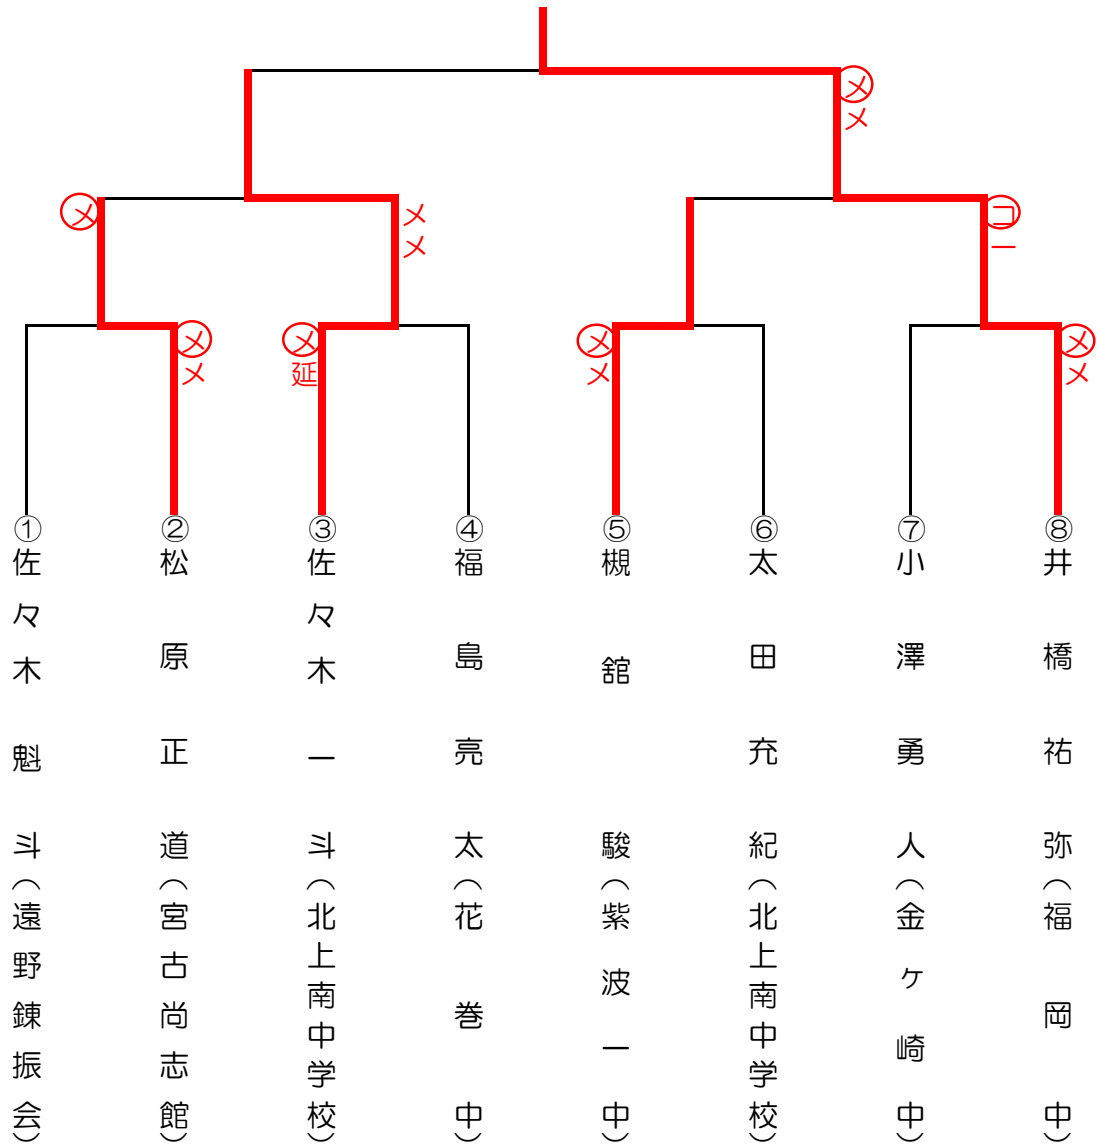 メ
メ
メ
メ
メ
コ
ー
メ
メ
メ
延
メ
メ
メ
メ
①佐々木魁斗（遠野錬振会）
②松原正道（宮古尚志館）
③佐々木一斗（北上南中学校）
④福島亮太（花巻中）
⑤槻舘駿（紫波一中）
⑥太田充紀（北上南中学校）
⑦小澤勇人（金ケ崎中）
⑧井橋祐弥（福岡中）